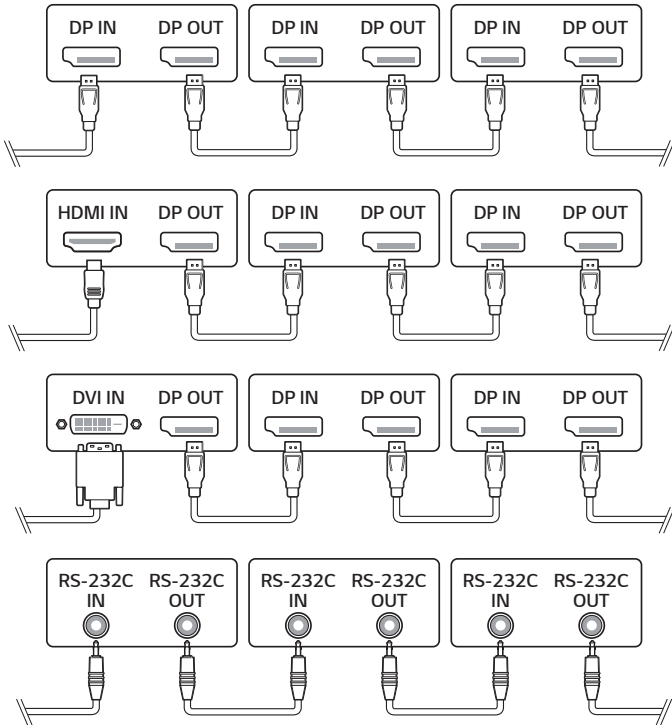 DP IN DP OUT DP IN DP OUT DP IN DP OUT
HDMI IN DP OUT DP IN DP OUT DP IN DP OUT
DVI IN DP OUT DP IN DP OUT DP IN DP OUT
RS-232C RS-232C RS-232C RS-232C RS-232C RS-232C
IN OUT IN OUT IN OUT